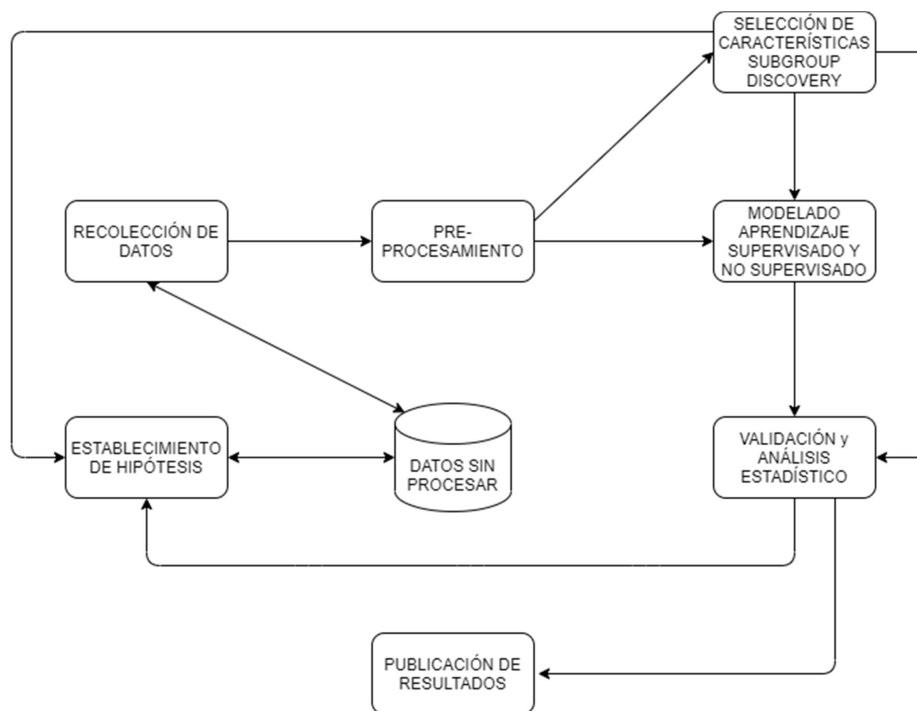 SELECCIÓN DE
CARACTERÍSTICAS
SUBGROUP
DISCOVERY
RECOLECCIÓN DE
DATOS
PRE-
PROCESAMIENTO
MODELADO
APRENDIZAJE
SUPERVISADO Y
NO SUPERVISADO
ESTABLECIMIENTO
DE HIPÓTESIS
DATOS SIN
PROCESAR
VALIDACIÓN y
ANÁLISIS
ESTADÍSTICO
PUBLICACIÓN DE
RESULTADOS